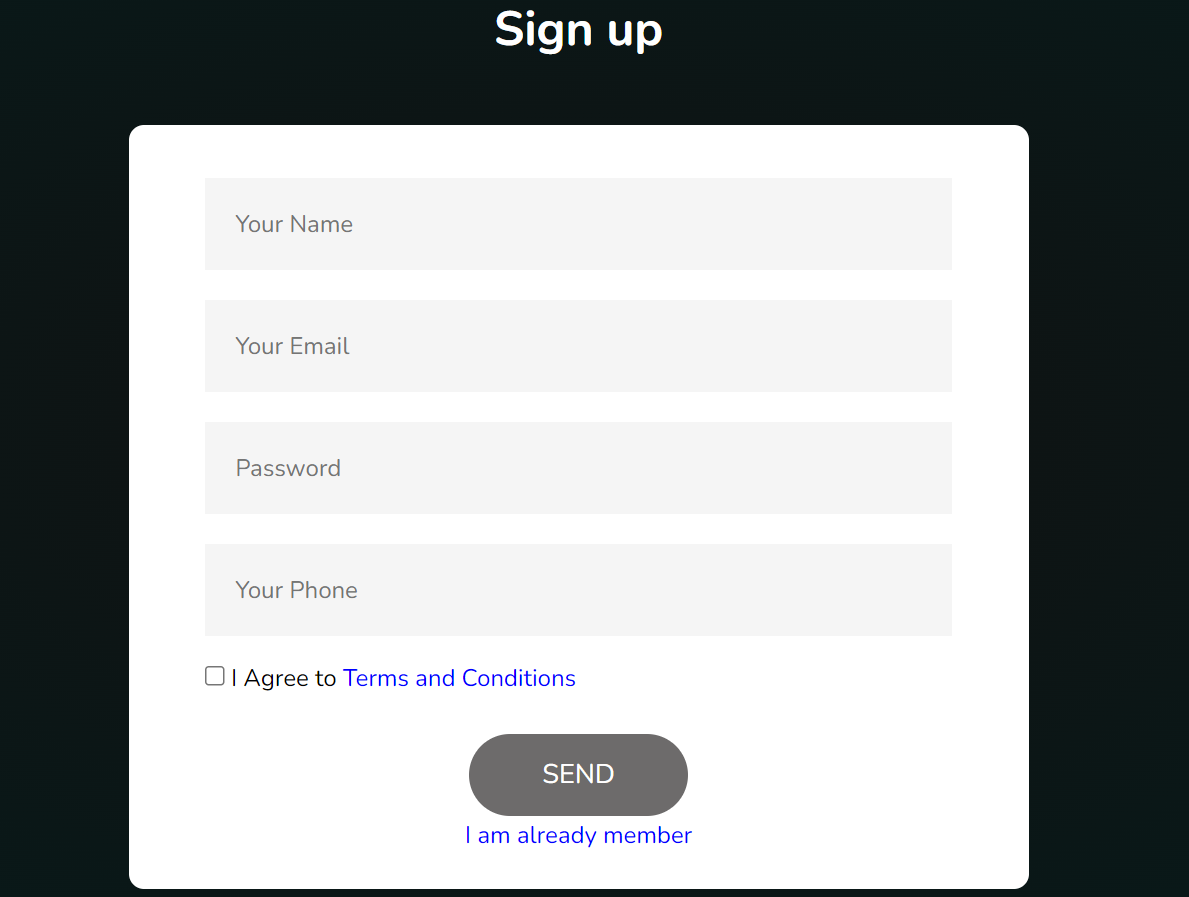 Sign up
Your Name
Your Email
Password
Your Phone
I Agree to Terms and Conditions
SEND
I am already member